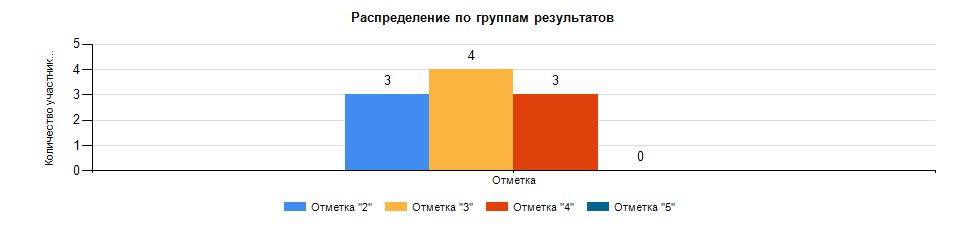 Распределение по группам результатов
Количество участник...
5
4
3
2
1
0
3
4
3
0
Отметка
Отметка "2" Отметка "3" Отметка "4" Отметка "5"